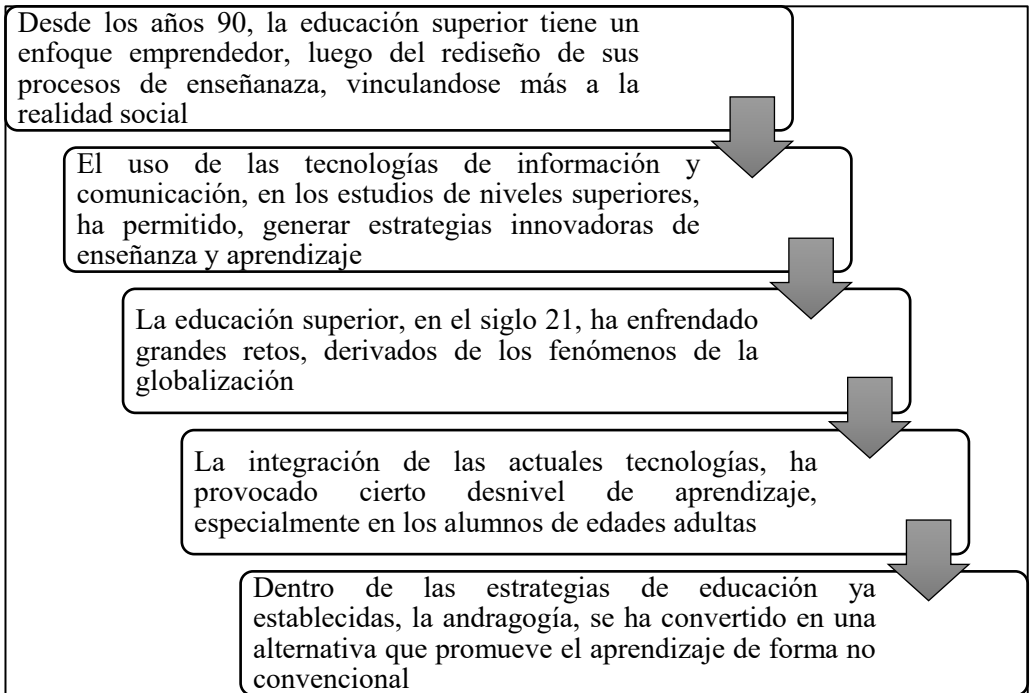 Desde los años 90, la educación superior tiene un
enfoque emprendedor, luego del rediseño de sus
procesos de enseñanaza, vinculandose más a la
realidad social
El uso de las tecnologías de información y
comunicación, en los estudios de niveles superiores,
ha permitido, generar estrategias innovadoras de
enseñanza y aprendizaje
La educación superior, en el siglo 21, ha enfrendado
grandes retos, derivados de los fenómenos de la
globalización
La integración de las actuales tecnologías, ha
provocado cierto desnivel de aprendizaje,
especialmente en los alumnos de edades adultas
Dentro de las estrategias de educación ya
establecidas, la andragogía, se ha convertido en una
alternativa que promueve el aprendizaje de forma no
convencional